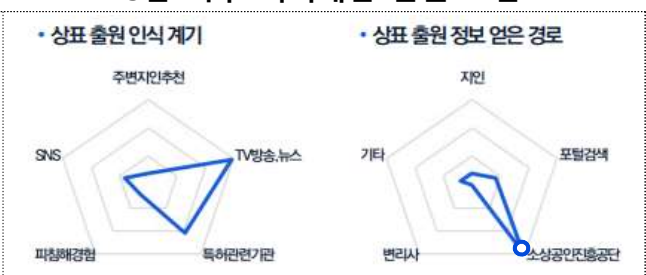 • 상표 출원 인식 계기
주변지인추천
SNS
TV방송,뉴스
피침해경험
특허관련기관
• 상표 출원 정보 얻은 경로
지인
기타
포털검색
변리사
소상공인진흥공단